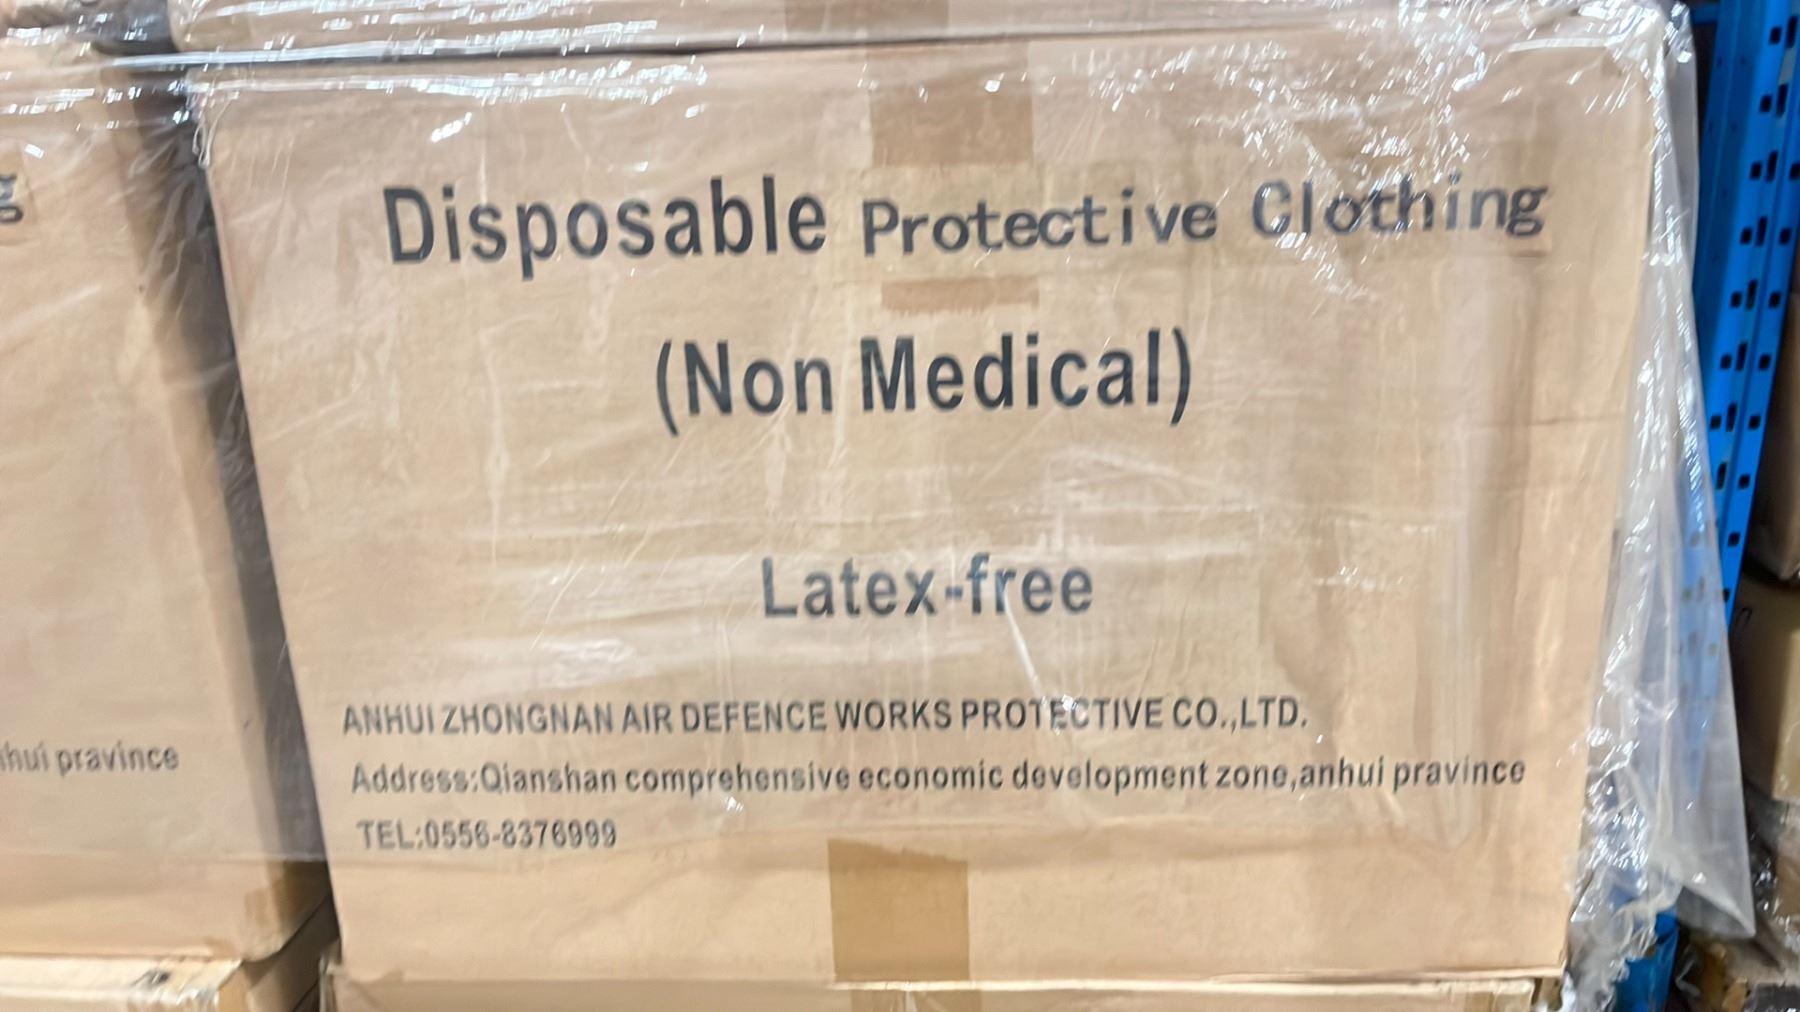 g
Disposable Protective Clothing
(Non Medical)
Latex-free
ANHUI ZHONGNAN AIR DEFENCE WORKS PROTECTIVE CO.,LTD.
Address:Qianshan comprehensive economic development zone,anhui pravince
TEL:0556-8376999
hui pravince